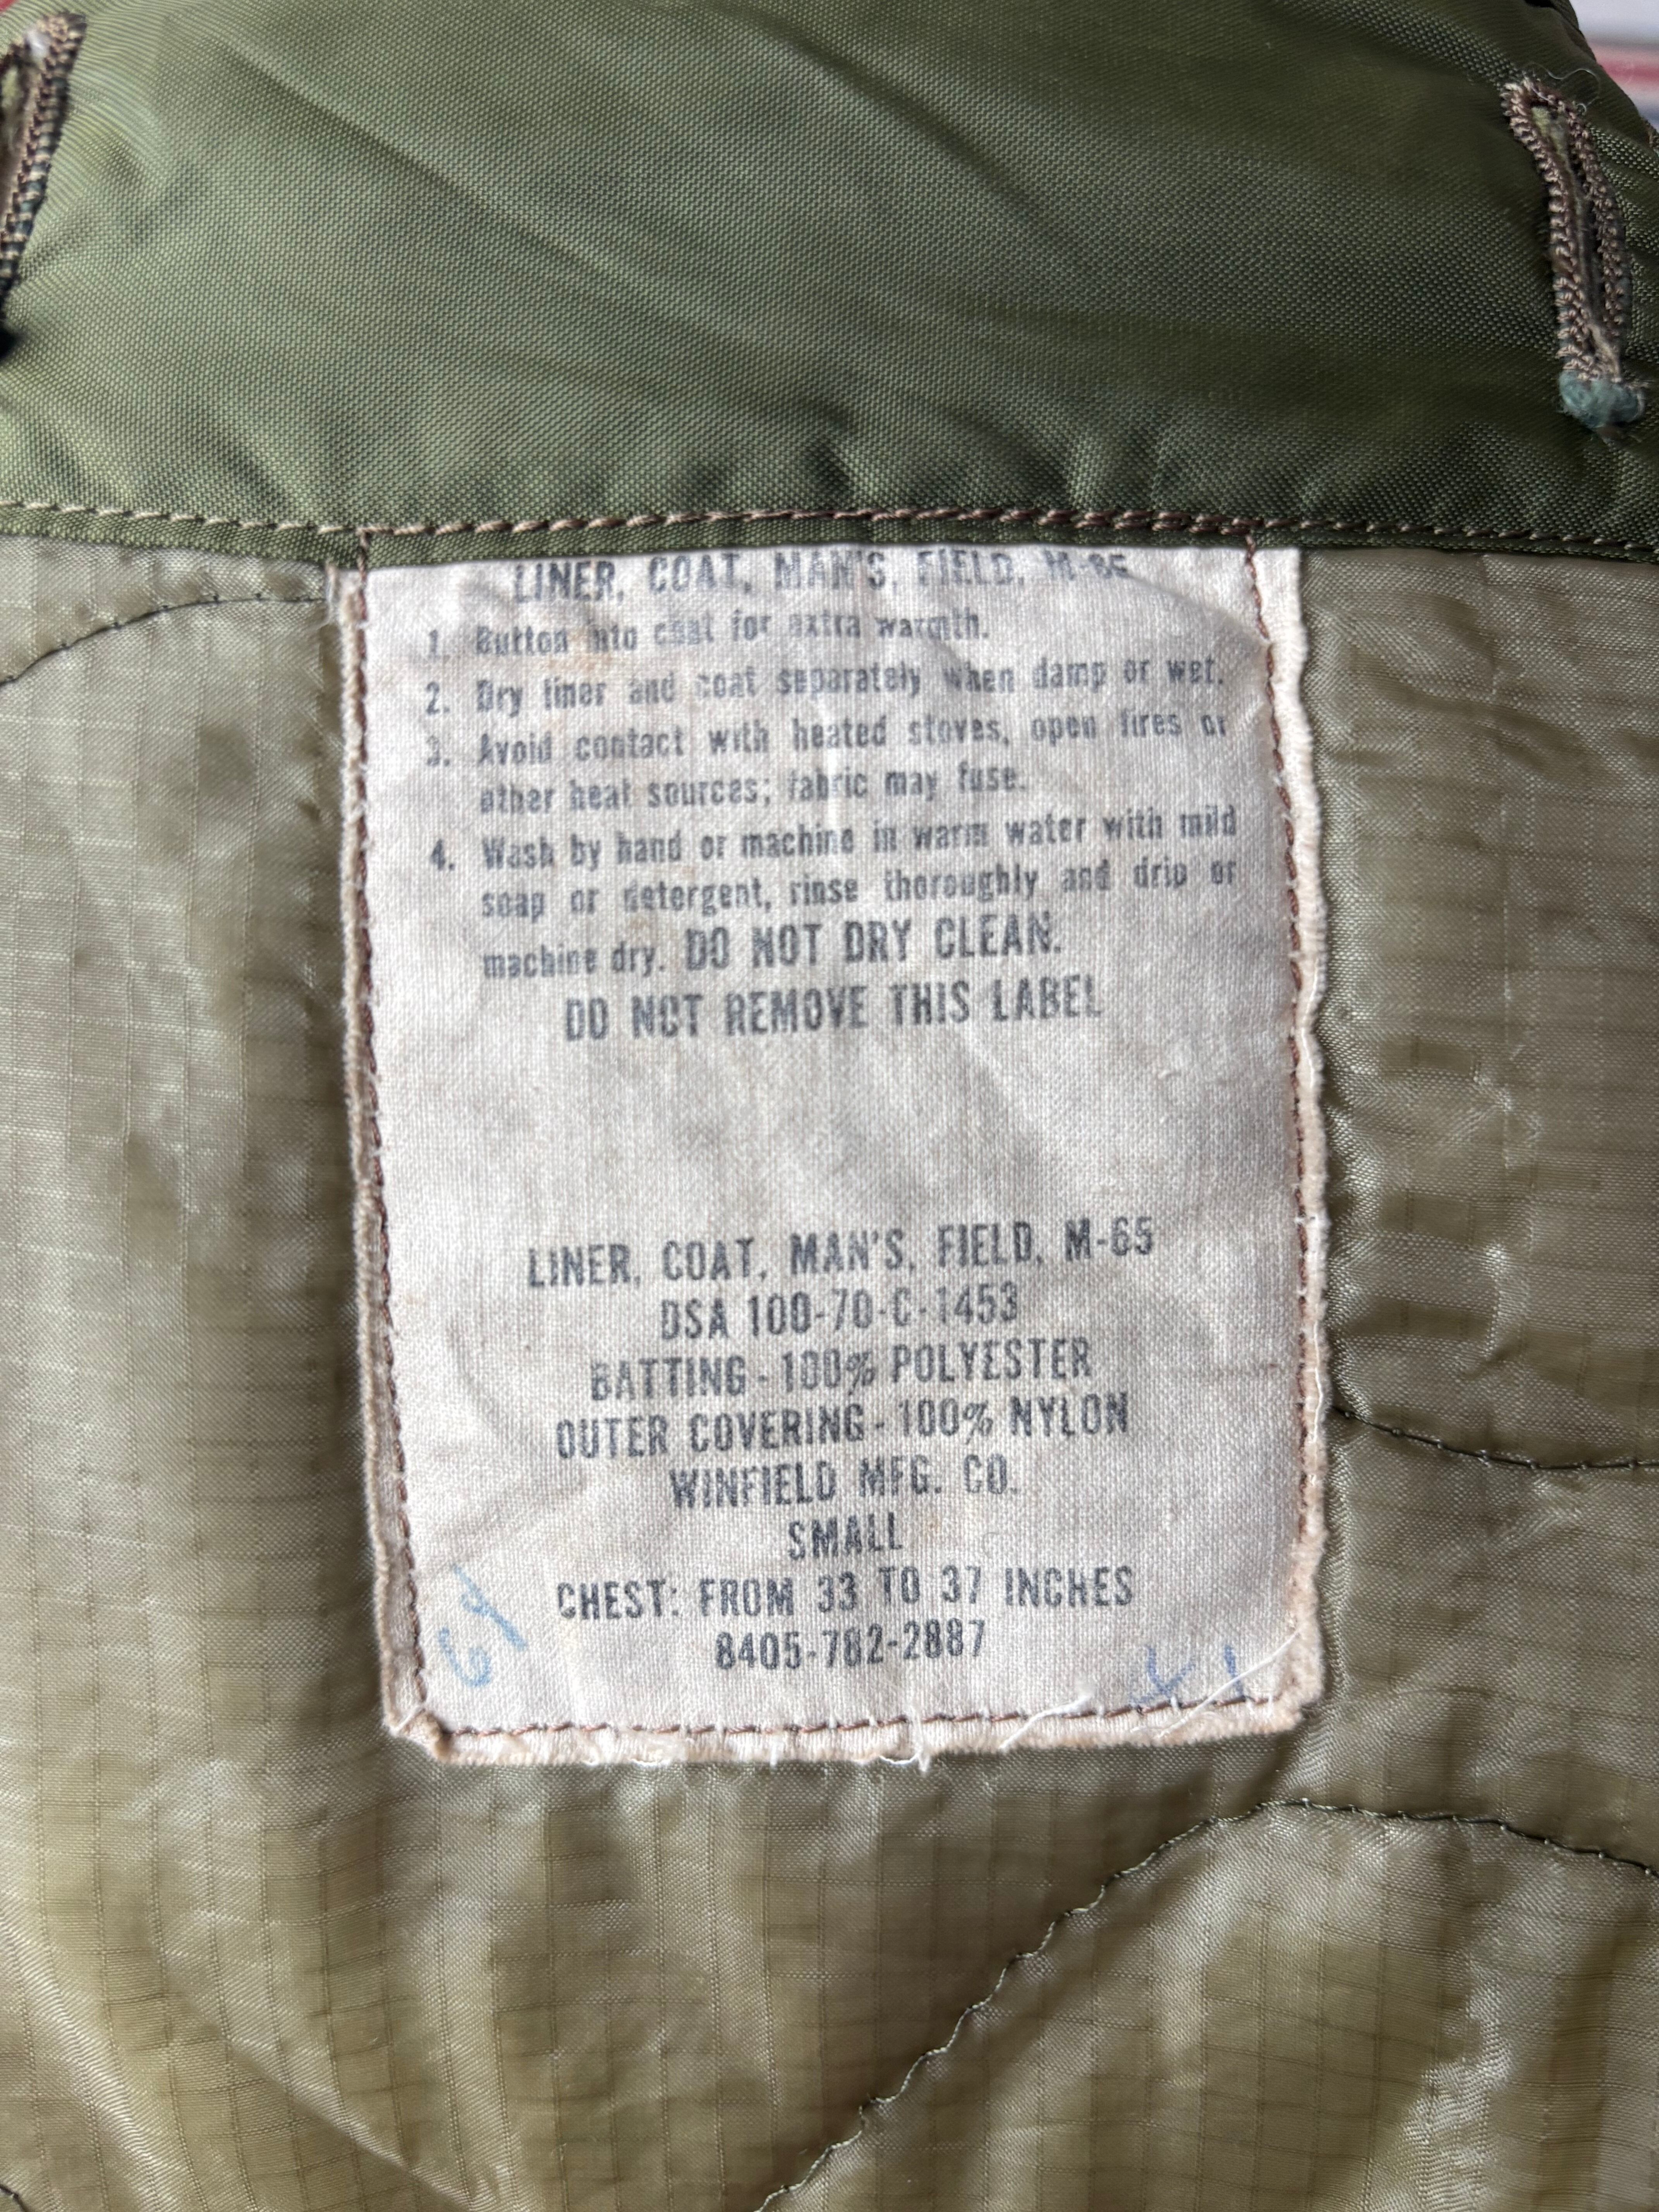 LINER, COAT, MAN'S, FIELD, M-65
1. Button into coat for extra warmth.
2. Dry liner and coat separately when damp or wet.
3. Avoid contact with heated stoves, open fires or
other heat sources; fabric may fuse.
4. Wash by hand or machine in warm water with mild
soap or detergent, rinse thoroughly and drip or
machine dry. DO NOT DRY CLEAN.
DO NOT REMOVE THIS LABEL
LINER, COAT, MAN'S, FIELD, M-65
DSA 100-70-C-1453
BATTING - 100% POLYESTER
OUTER COVERING - 100% NYLON
WINFIELD MFG. CO.
SMALL
CHEST: FROM 33 TO 37 INCHES
8405-782-2887